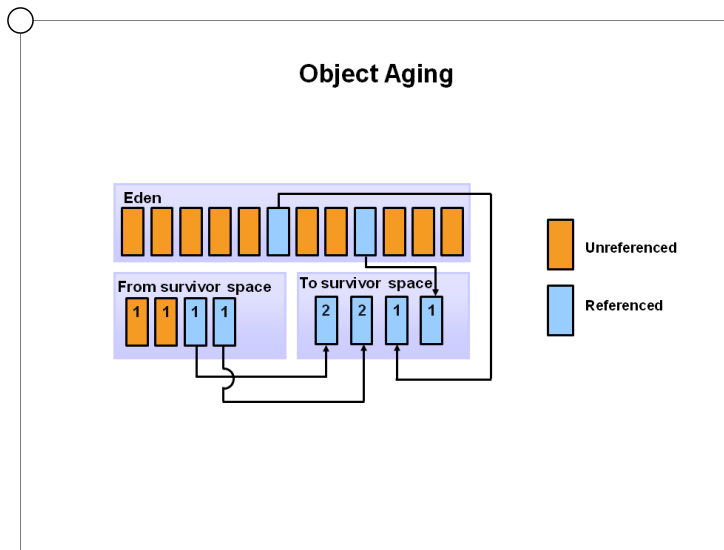 Object Aging
Eden
From survivor space
To survivor space
1 1 1 1
2 2 1 1
Unreferenced
Referenced